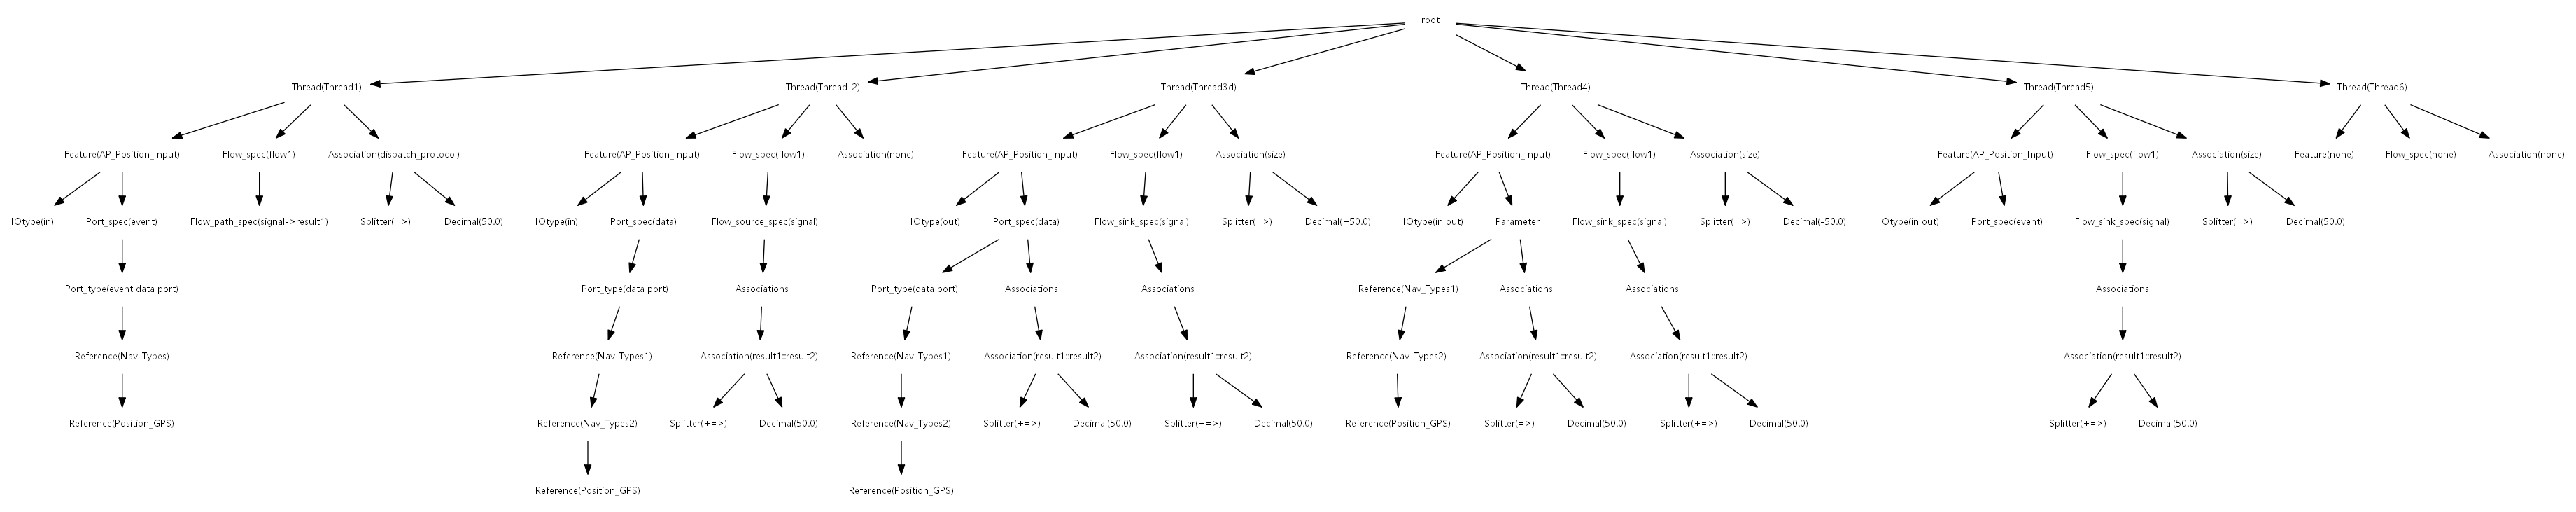 root
Thread(Thread1)
Thread(Thread_2)
Thread(Thread3d)
Thread(Thread4)
Thread(Thread5)
Thread(Thread6)
Feature(AP_Position_Input)
Flow_spec(flow1)
Association(dispatch_protocol)
Feature(AP_Position_Input)
Flow_spec(flow1)
Association(none)
Feature(AP_Position_Input)
Flow_spec(flow1)
Association(size)
Feature(AP_Position_Input)
Flow_spec(flow1)
Association(size)
Feature(AP_Position_Input)
Flow_spec(flow1)
Association(size)
Feature(none)
Flow_spec(none)
Association(none)
IOtype(in)
Port_spec(event)
Flow_path_spec(signal->result1)
Splitter(=>)
Decimal(50.0)
IOtype(in)
Port_spec(data)
Flow_source_spec(signal)
IOtype(out)
Port_spec(data)
Flow_sink_spec(signal)
Splitter(=>)
Decimal(+50.0)
IOtype(in out)
Parameter
Flow_sink_spec(signal)
Splitter(=>)
Decimal(-50.0)
IOtype(in out)
Port_spec(event)
Flow_sink_spec(signal)
Splitter(=>)
Decimal(50.0)
Port_type(event data port)
Port_type(data port)
Associations
Port_type(data port)
Associations
Associations
Reference(Nav_Types1)
Associations
Associations
Associations
Reference(Nav_Types)
Reference(Nav_Types1)
Association(result1::result2)
Reference(Nav_Types1)
Association(result1::result2)
Association(result1::result2)
Reference(Nav_Types2)
Association(result1::result2)
Association(result1::result2)
Association(result1::result2)
Reference(Position_GPS)
Reference(Nav_Types2)
Splitter(+=>)
Decimal(50.0)
Reference(Nav_Types2)
Splitter(+=>)
Decimal(50.0)
Splitter(+=>)
Decimal(50.0)
Reference(Position_GPS)
Splitter(=>)
Decimal(50.0)
Splitter(+=>)
Decimal(50.0)
Splitter(+=>)
Decimal(50.0)
Reference(Position_GPS)
Reference(Position_GPS)